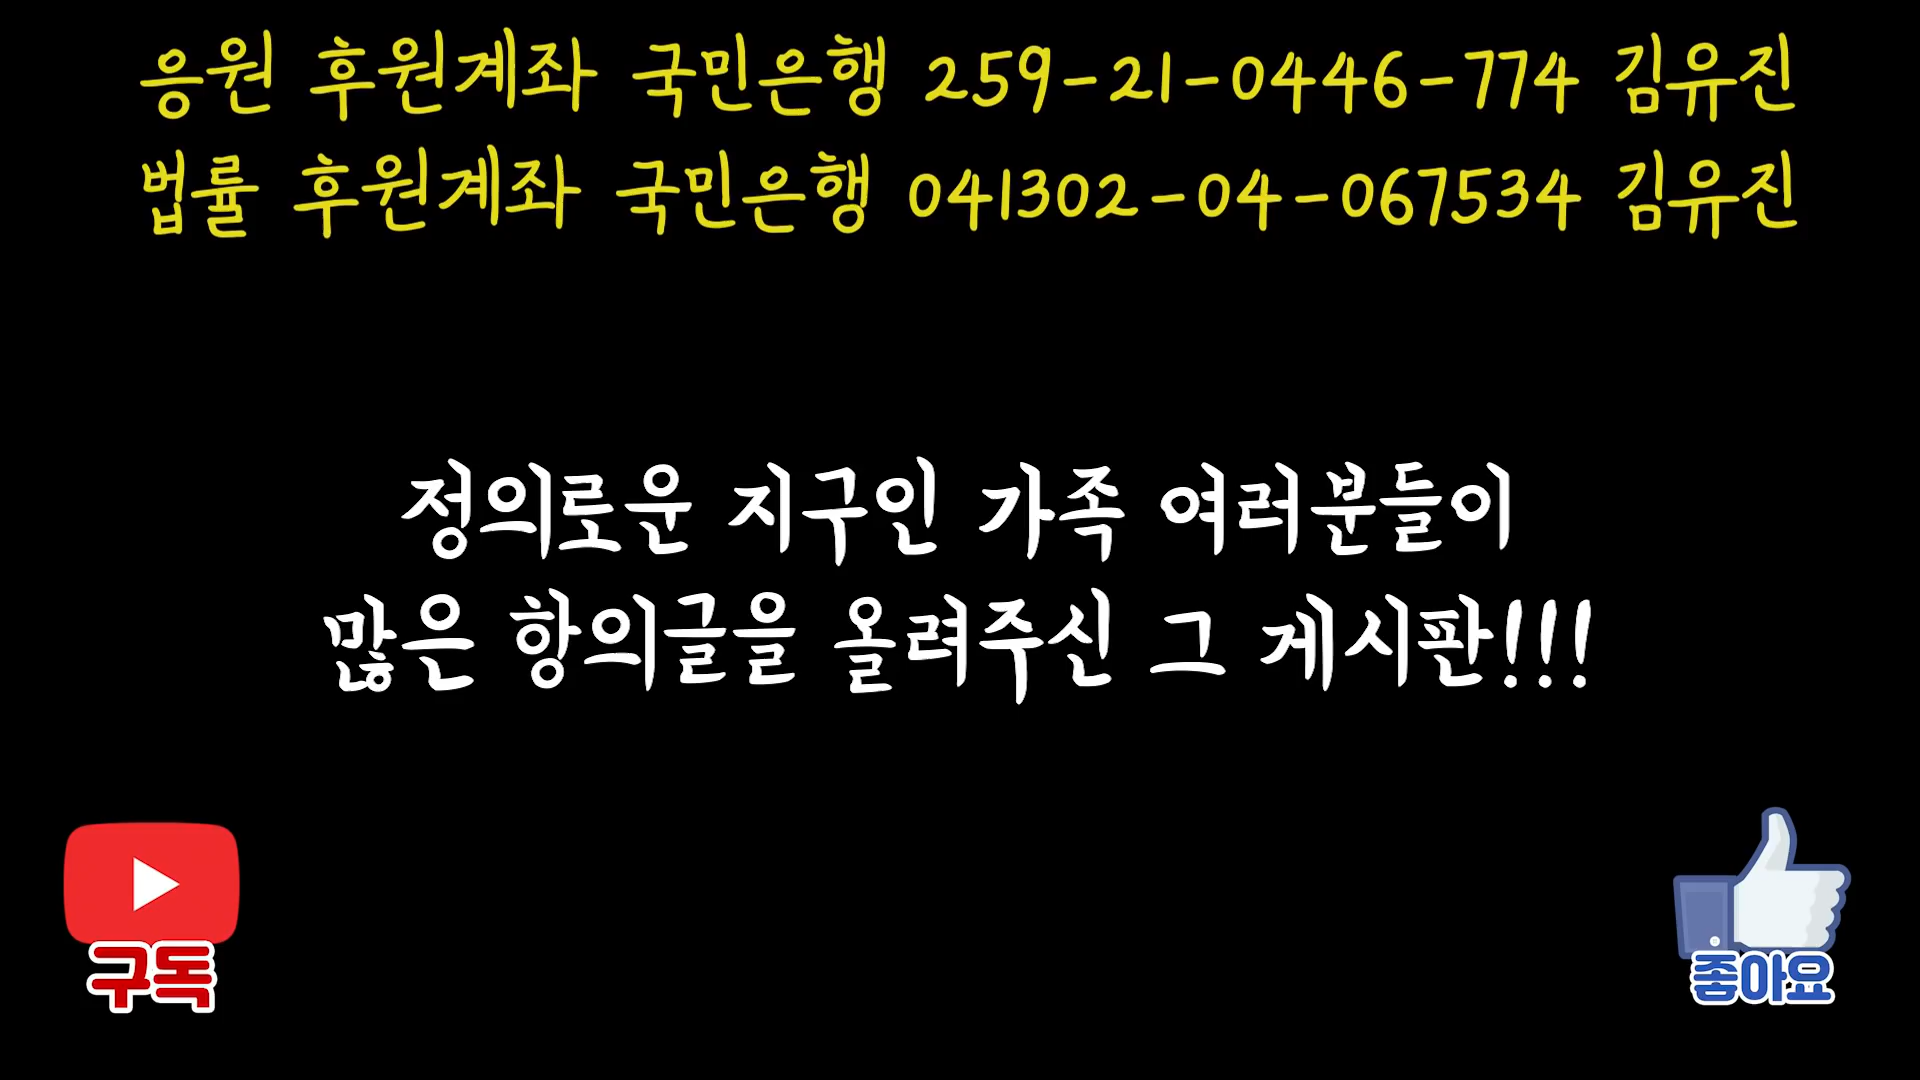 응원 후원계좌 국민은행 259-21-0446-774 김유진
법률 후원계좌 국민은행 041302-04-067534 김유진
정의로운 지구인 가족 여러분들이
많은 항의글을 올려주신 그 게시판!!!
구독
좋아요